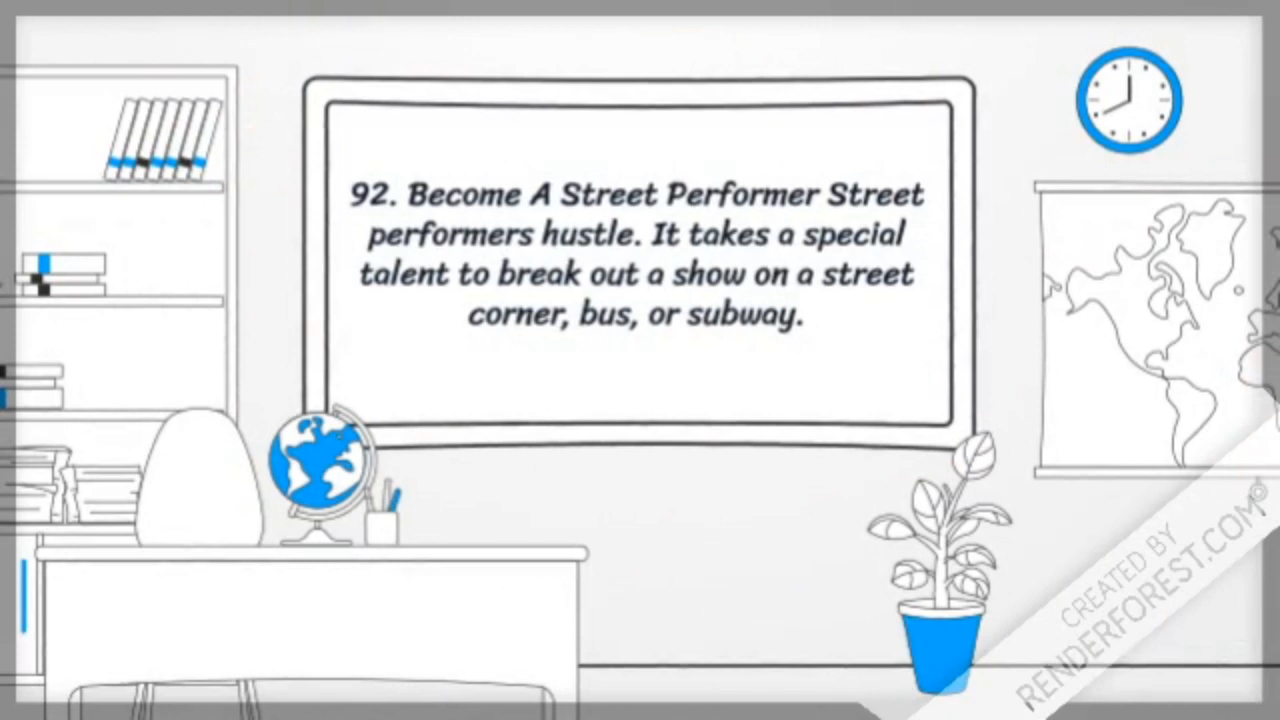 92. Become A Street Performer Street
performers hustle. It takes a special
talent to break out a show on a street
corner, bus, or subway.
CREATED BY
RENDERFOREST.COM